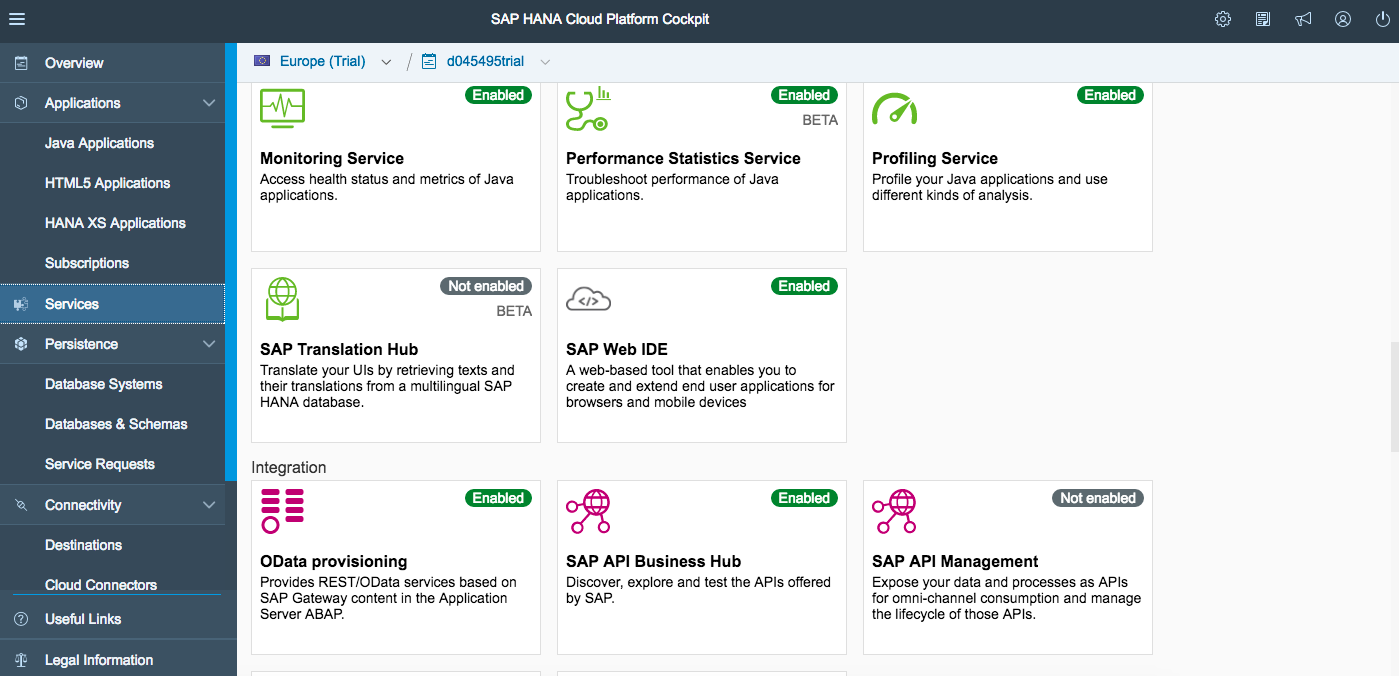 SAP HANA Cloud Platform Cockpit
Overview
Applications
Java Applications
HTML5 Applications
HANA XS Applications
Subscriptions
Services
Persistence
Database Systems
Databases & Schemas
Service Requests
Connectivity
Destinations
Cloud Connectors
Useful Links
Legal Information
Europe (Trial) / d045495trial
Enabled
Monitoring Service
Access health status and metrics of Java
applications.
Enabled
BETA
Performance Statistics Service
Troubleshoot performance of Java
applications.
Enabled
Profiling Service
Profile your Java applications and use
different kinds of analysis.
Not enabled
BETA
SAP Translation Hub
Translate your UIs by retrieving texts and
their translations from a multilingual SAP
HANA database.
Enabled
SAP Web IDE
A web-based tool that enables you to
create and extend end user applications for
browsers and mobile devices
Integration
Enabled
OData provisioning
Provides REST/OData services based on
SAP Gateway content in the Application
Server ABAP.
Enabled
SAP API Business Hub
Discover, explore and test the APIs offered
by SAP.
Not enabled
SAP API Management
Expose your data and processes as APIs
for omni-channel consumption and manage
the lifecycle of those APIs.